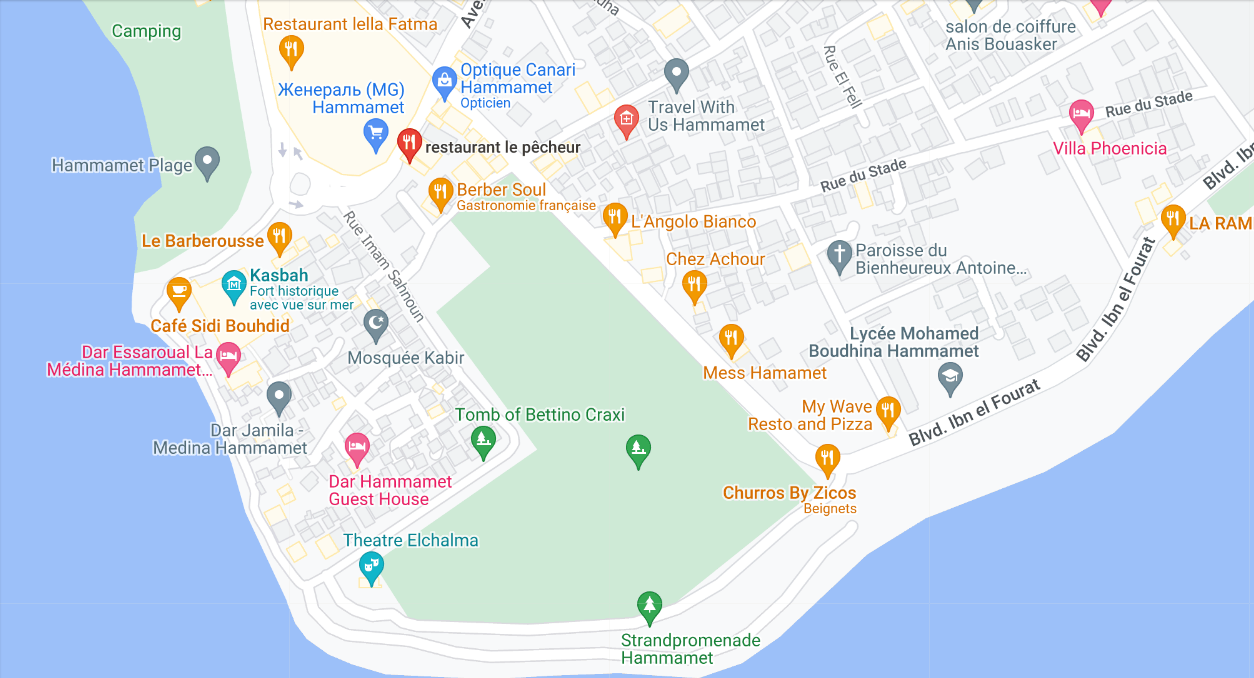 Restaurant lella Fatma
Camping
salon de coiffure
Anis Bouasker
Rue El Fell
Optique Canari
Hammamet
Opticien
Женераль (MG)
Hammamet
Travel With
Us Hammamet
Rue du Stade
restaurant le pêcheur
Villa Phoenicia
Hammamet Plage
Rue du Stade
Berber Soul
Gastronomie française
Rue Imam Sahnoun
L'Angolo Bianco
LA RAM
Le Barberousse
Chez Achour
Paroisse du
Bienheureux Antoine...
Kasbah
Fort historique
avec vue sur mer
Blvd. Ibn el Fourat
Café Sidi Bouhdid
Lycée Mohamed
Boudhina Hammamet
Dar Essaroual La
Médina Hammamet...
Mosquée Kabir
Mess Hamamet
Tomb of Bettino Craxi
My Wave
Resto and Pizza
Blvd. Ibn el Fourat
Dar Jamila -
Medina Hammamet
Dar Hammamet
Guest House
Churros By Zicos
Beignets
Theatre Elchalma
Strandpromenade
Hammamet